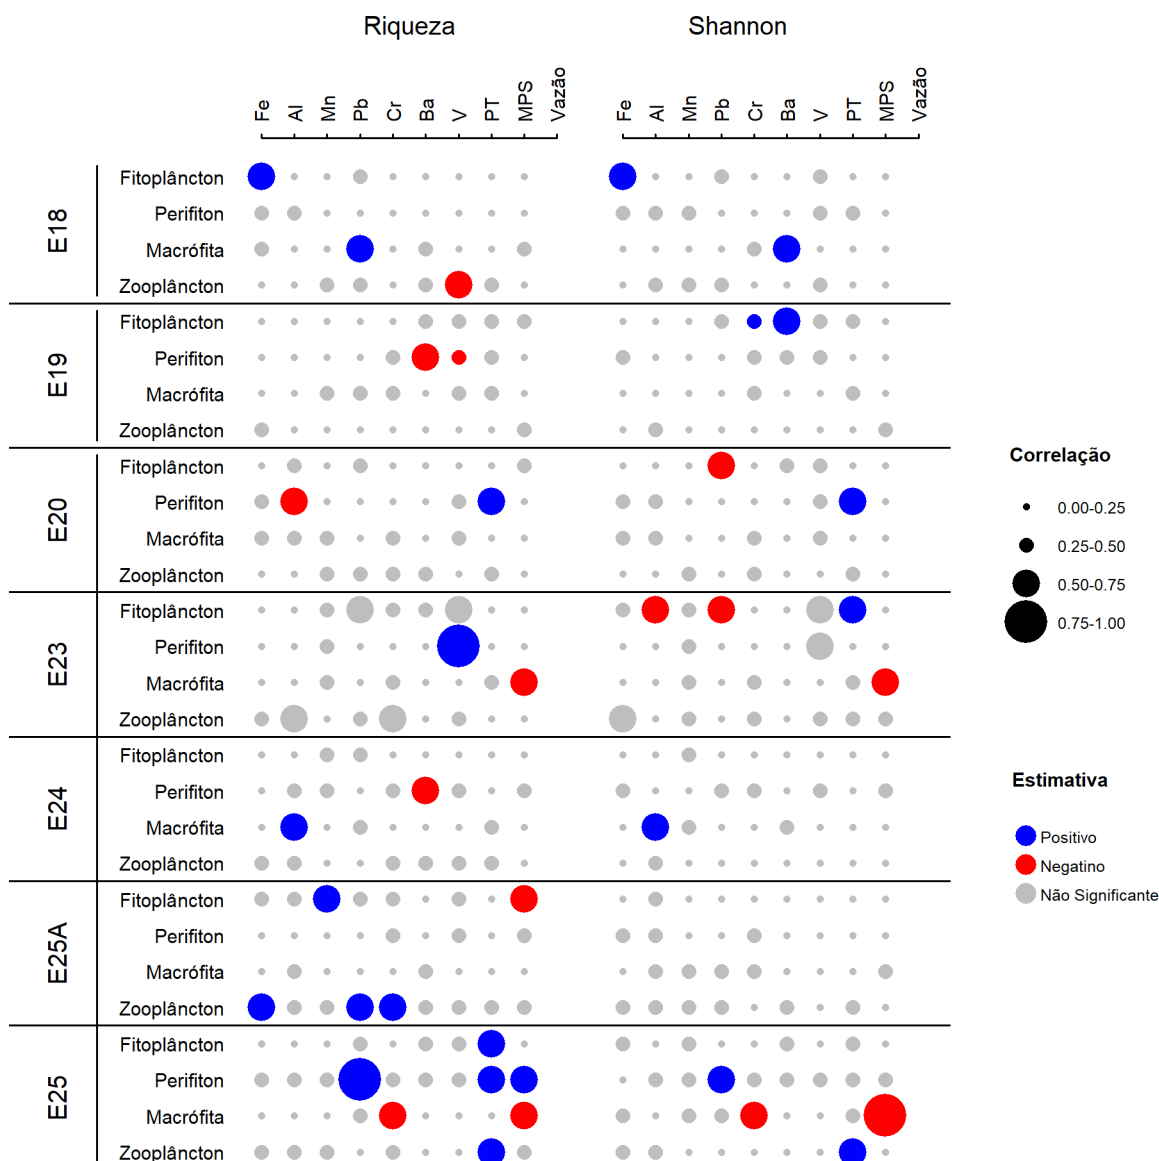 Riqueza Shannon
Fe Al Mn Pb Cr Ba V PT MPS Vazão Fe Al Mn Pb Cr Ba V PT MPS Vazão
E18
Fitoplâncton
Perifiton
Macrófita
Zooplâncton
E19
Fitoplâncton
Perifiton
Macrófita
Zooplâncton
E20
Fitoplâncton
Perifiton
Macrófita
Zooplâncton
E23
Fitoplâncton
Perifiton
Macrófita
Zooplâncton
E24
Fitoplâncton
Perifiton
Macrófita
Zooplâncton
E25A
Fitoplâncton
Perifiton
Macrófita
Zooplâncton
E25
Fitoplâncton
Perifiton
Macrófita
Zooplâncton
Correlação
0.00-0.25
0.25-0.50
0.50-0.75
0.75-1.00
Estimativa
Positivo
Negatino
Não Significante